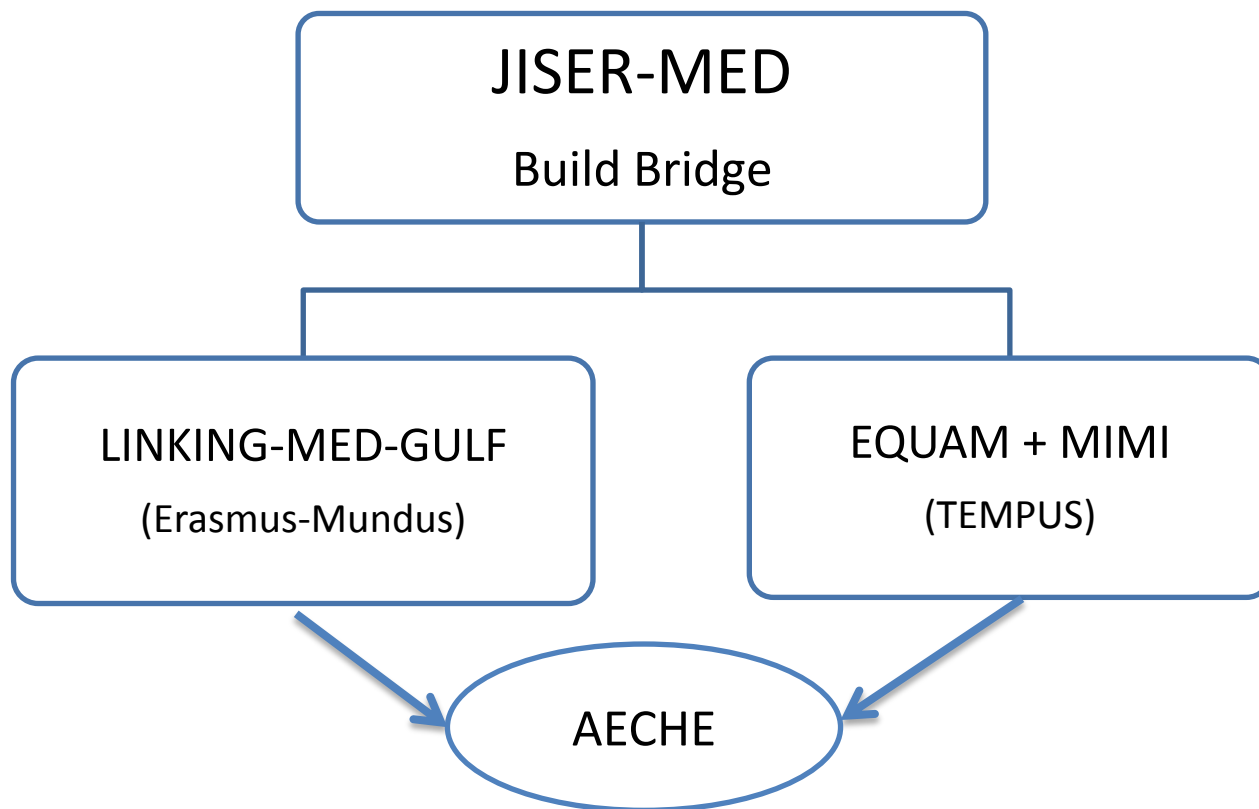 JISER-MED
Build Bridge
LINKING-MED-GULF
(Erasmus-Mundus)
EQUAM + MIMI
(TEMPUS)
AECHE